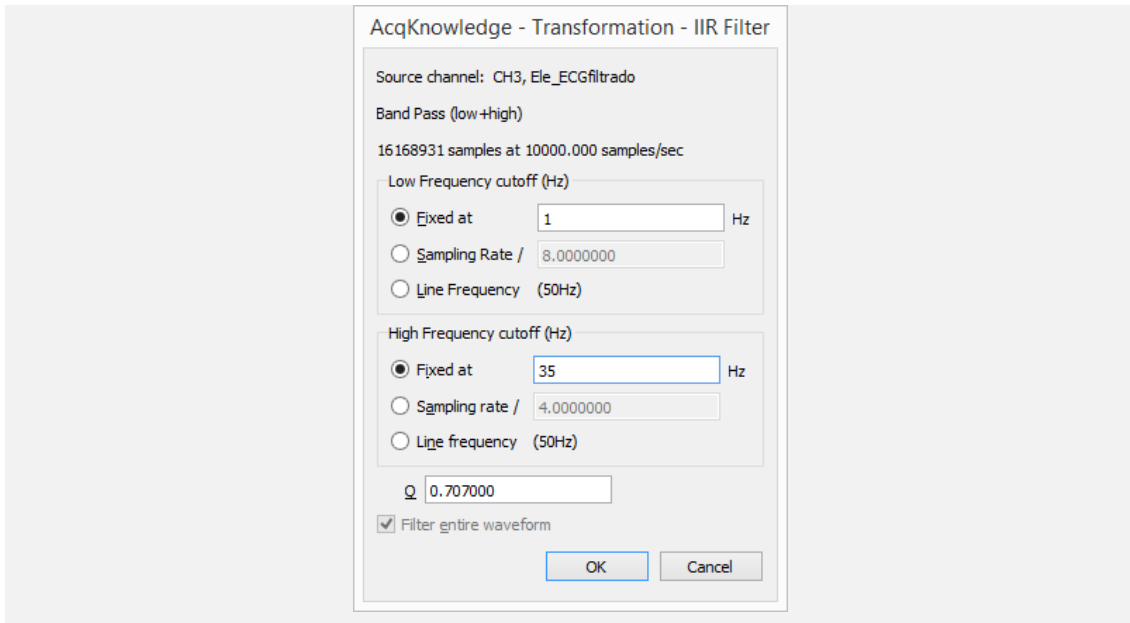 AcqKnowledge - Transformation - IIR Filter
Source channel: CH3, Ele_ECGfiltrado
Band Pass (low+high)
16168931 samples at 10000.000 samples/sec
Low Frequency cutoff (Hz)
Fixed at 1 Hz
Sampling Rate / 8.0000000
Line Frequency (50Hz)
High Frequency cutoff (Hz)
Fixed at 35 Hz
Sampling rate / 4.0000000
Line frequency (50Hz)
Q 0.707000
Filter entire waveform
OK Cancel